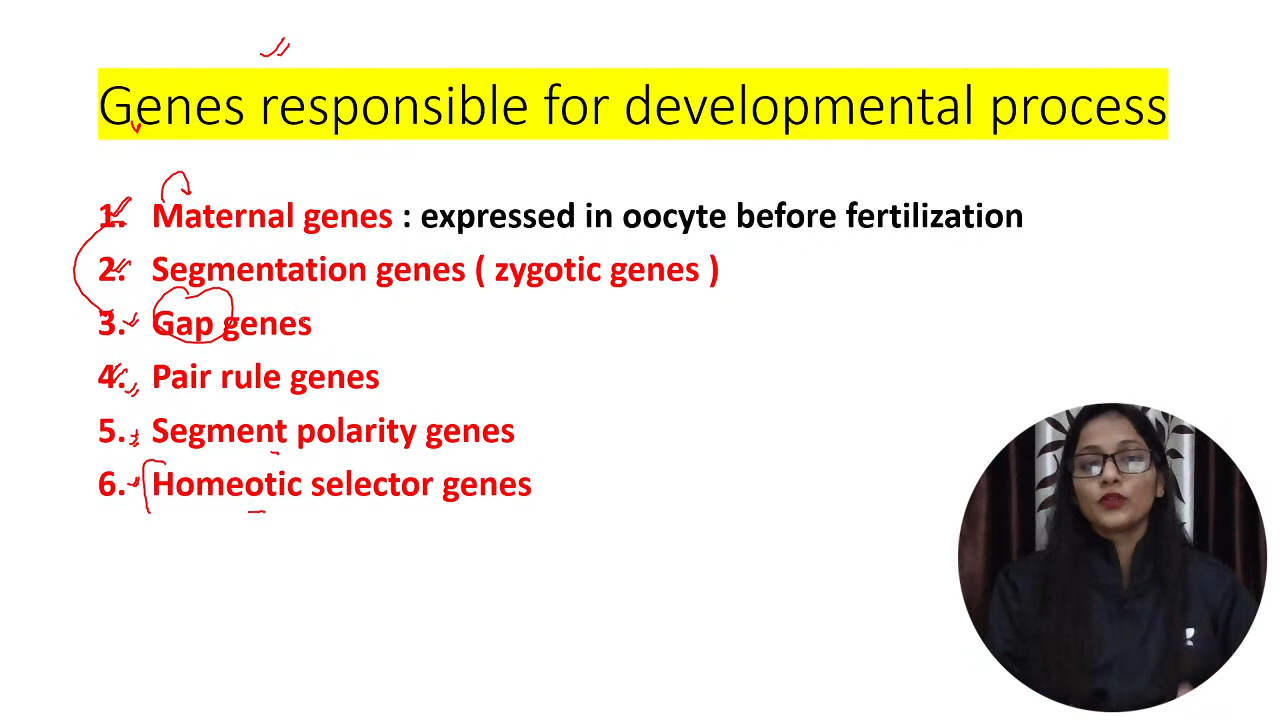 Genes responsible for developmental process
1. Maternal genes : expressed in oocyte before fertilization
2. Segmentation genes ( zygotic genes )
3. Gap genes
4. Pair rule genes
5. Segment polarity genes
6. Homeotic selector genes